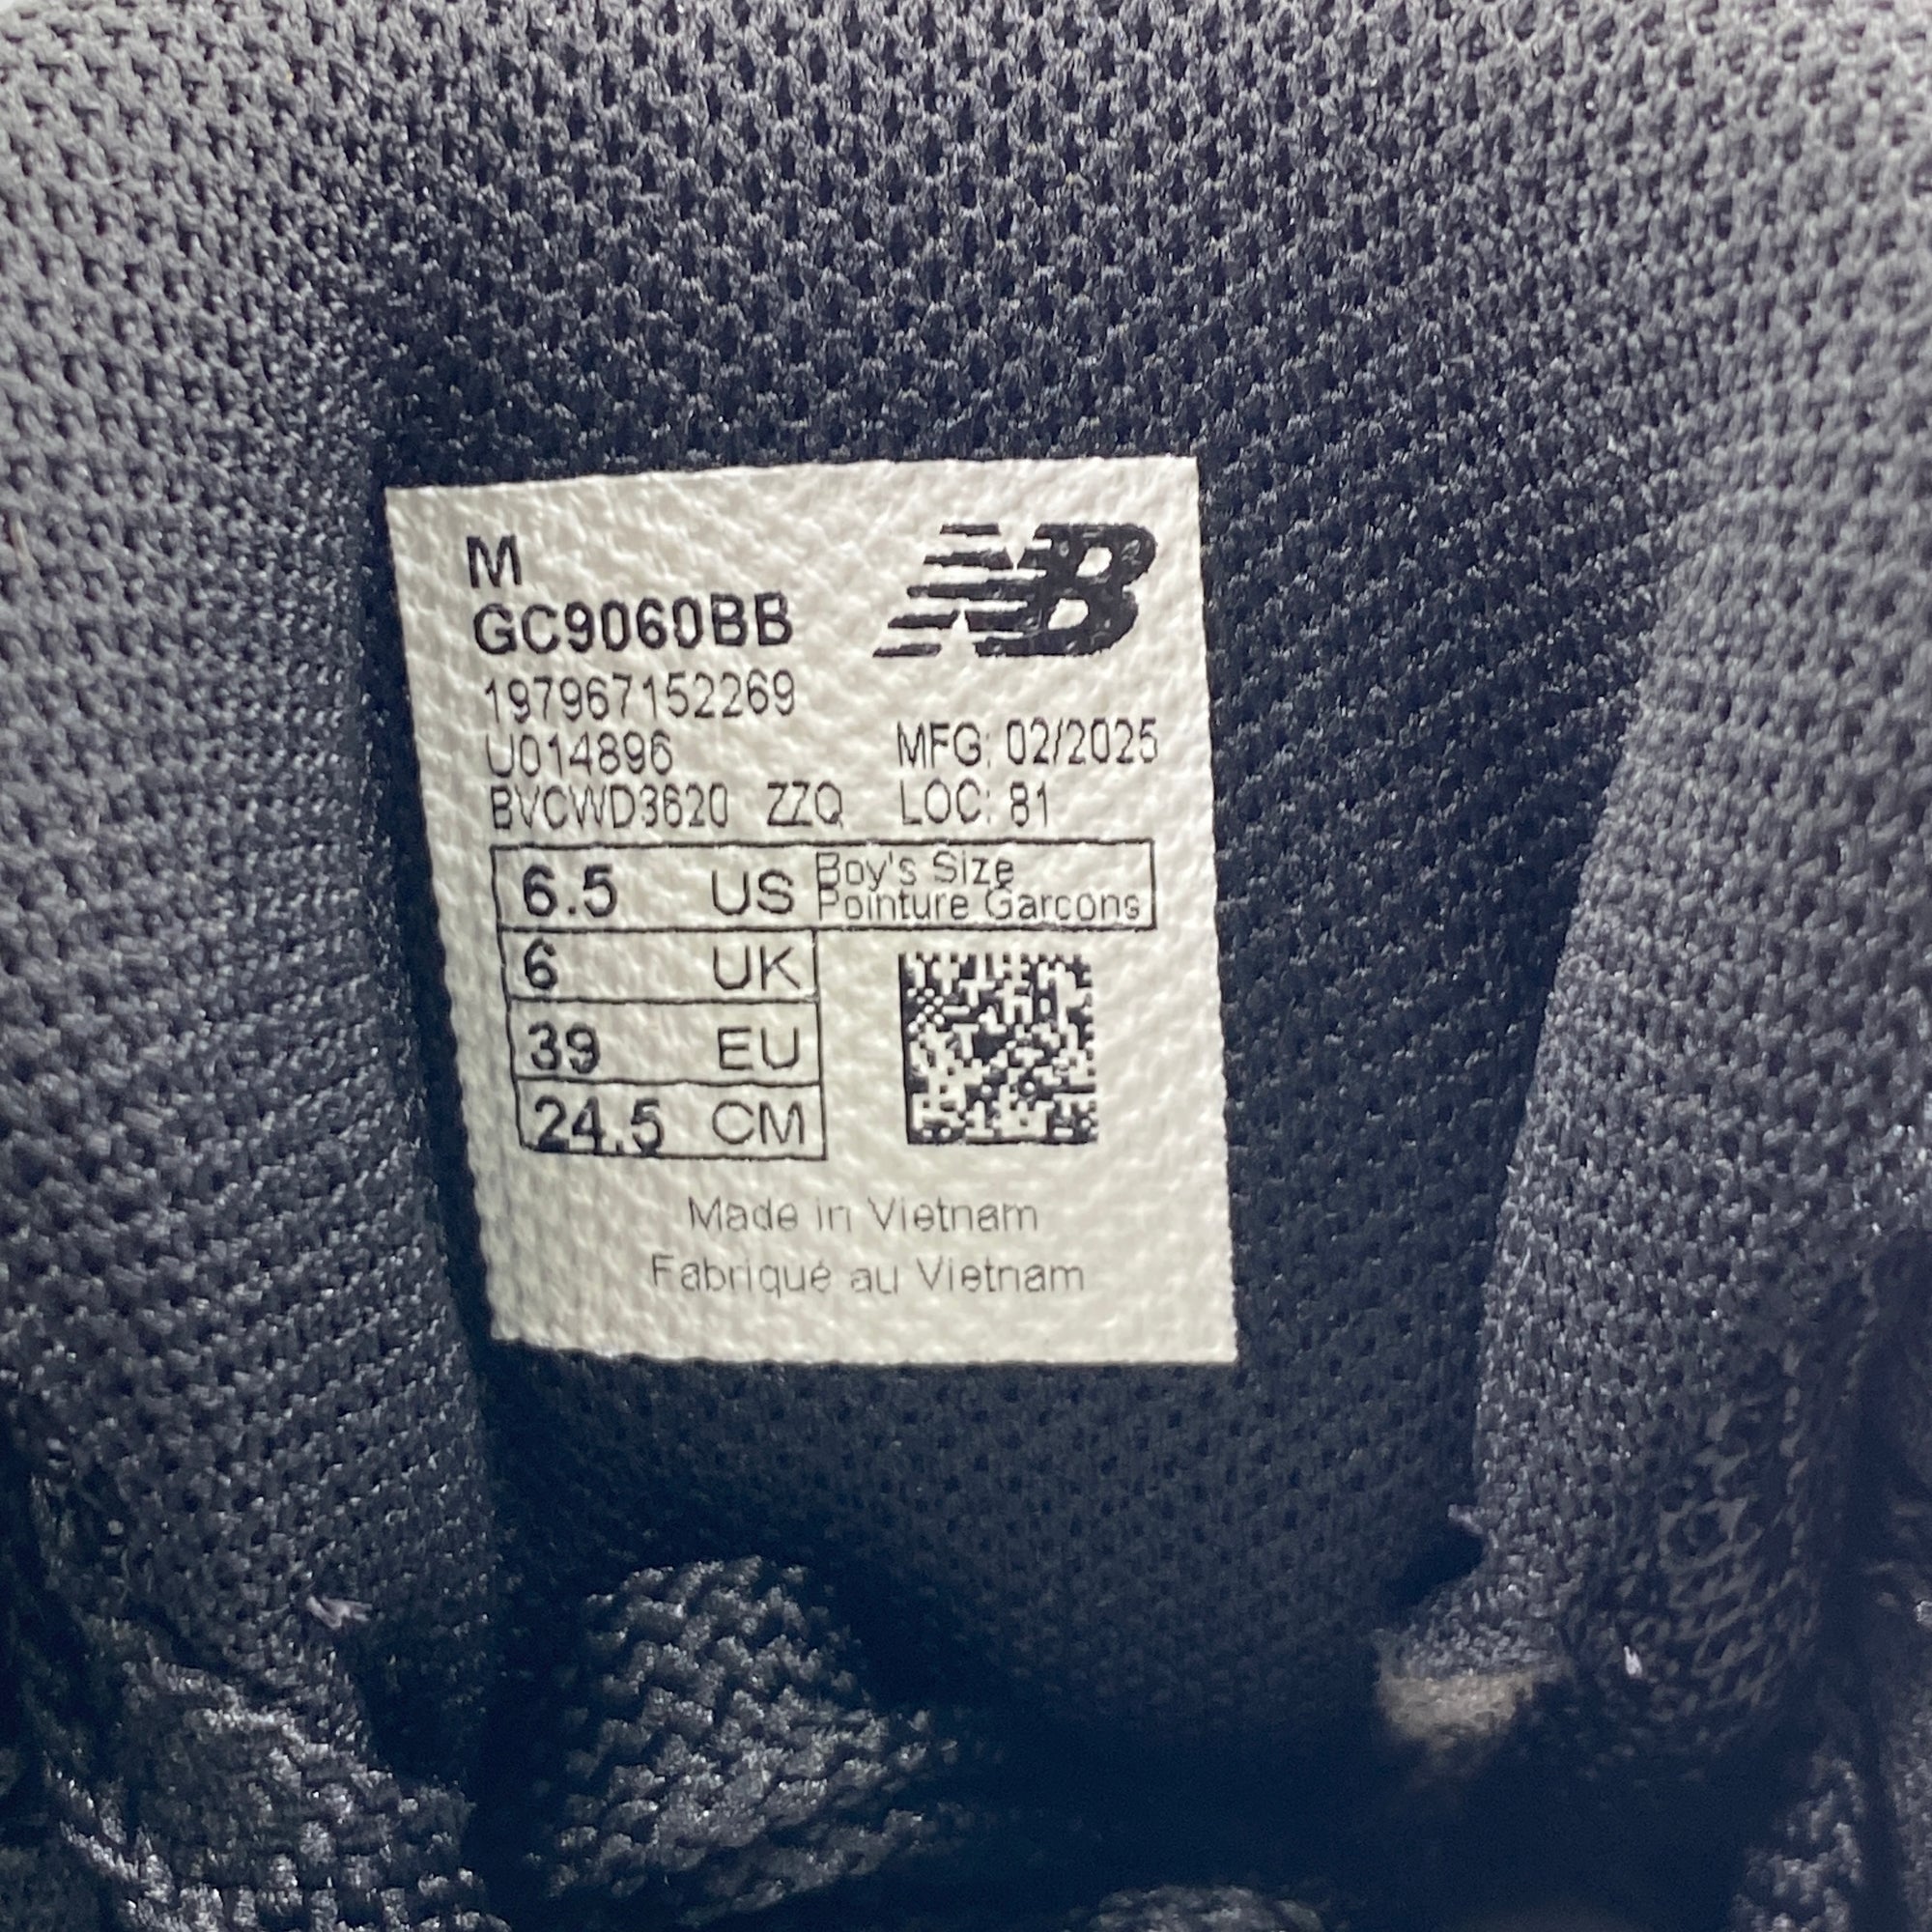 M
NB
GC9060BB
197967152269
U014896 MFG: 02/2025
BVCWD3620 ZZQ LOC: 81
6.5 US Boy's Size
Pointure Garcons
6 UK
39 EU
24.5 CM
Made in Vietnam
Fabriqué au Vietnam